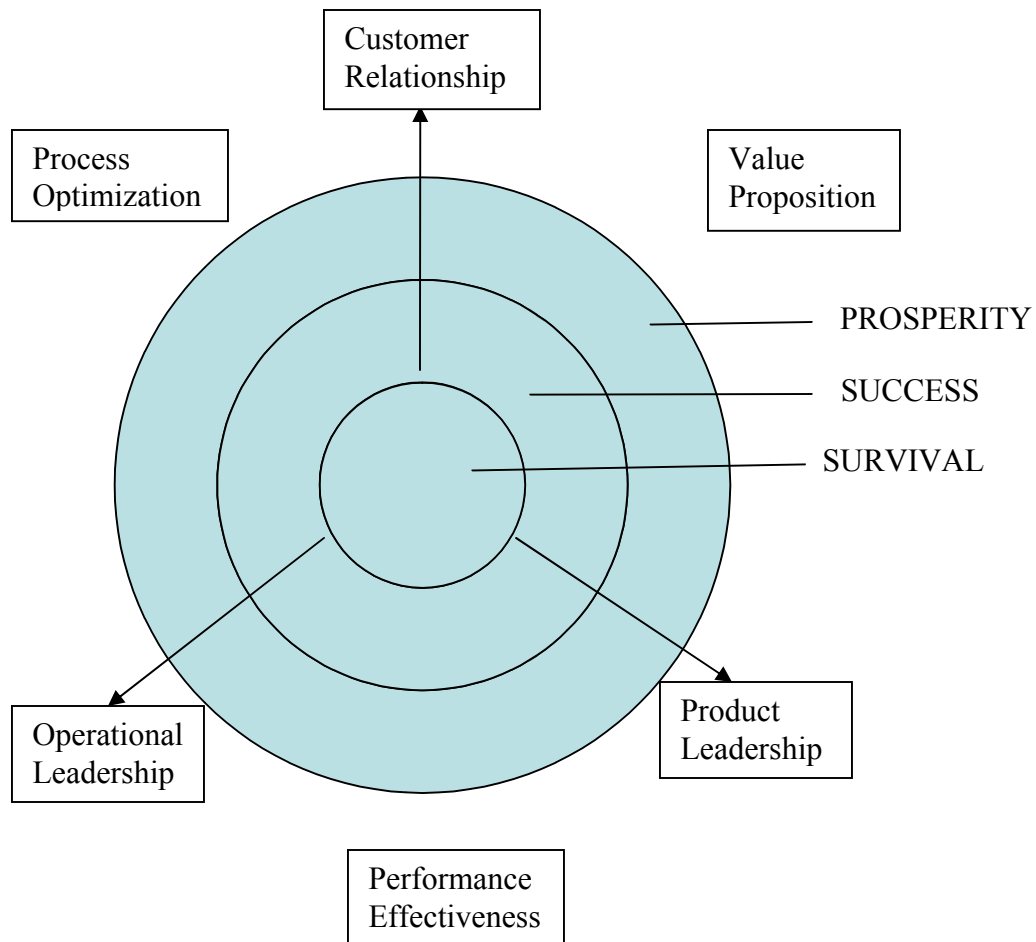 Customer
Relationship
Process
Optimization
Value
Proposition
PROSPERITY
SUCCESS
SURVIVAL
Operational
Leadership
Product
Leadership
Performance
Effectiveness